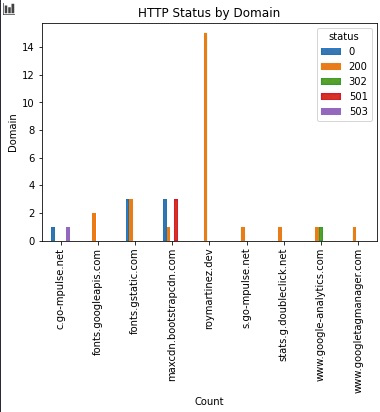 HTTP Status by Domain
status
0
200
302
501
503
Domain
14
12
10
8
6
4
2
0
c.go-mpulse.net
fonts.googleapis.com
fonts.gstatic.com
maxcdn.bootstrapcdn.com
roymartinez.dev
s.go-mpulse.net
stats.g.doubleclick.net
www.google-analytics.com
www.googletagmanager.com
Count